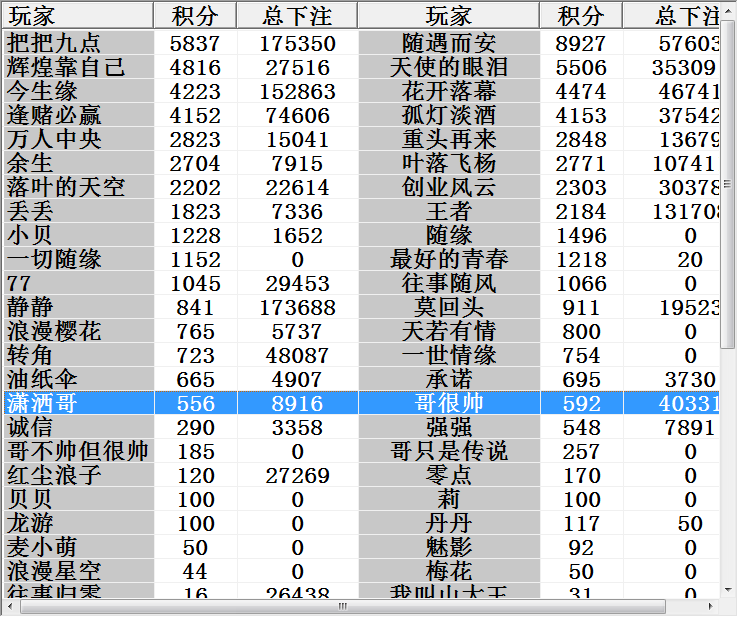 玩家 积分 总下注 玩家 积分 总下注
把把九点 5837 175350 随遇而安 8927 57603
辉煌靠自己 4816 27516 天使的眼泪 5506 35309
今生缘 4223 152863 花开落幕 4474 46741
逢赌必赢 4152 74606 孤灯淡酒 4153 37542
万人中央 2823 15041 重头再来 2848 13679
余生 2704 7915 叶落飞杨 2771 10741
落叶的天空 2202 22614 创业风云 2303 30378
丢丢 1823 7336 王者 2184 131708
小贝 1228 1652 随缘 1496 0
一切随缘 1152 0 最好的青春 1218 20
77 1045 29453 往事随风 1066 0
静静 841 173688 莫回头 911 19523
浪漫樱花 765 5737 天若有情 800 0
转角 723 48087 一世情缘 754 0
油纸伞 665 4907 承诺 695 3730
潇洒哥 556 8916 哥很帅 592 40331
诚信 290 3358 强强 548 7891
哥不帅但很帅 185 0 哥只是传说 257 0
红尘浪子 120 27269 零点 170 0
贝贝 100 0 莉 100 0
龙游 100 0 丹丹 117 50
麦小萌 50 0 魅影 92 0
浪漫星空 44 0 梅花 50 0
往事归零 16 26438 我叫山大王 31 0